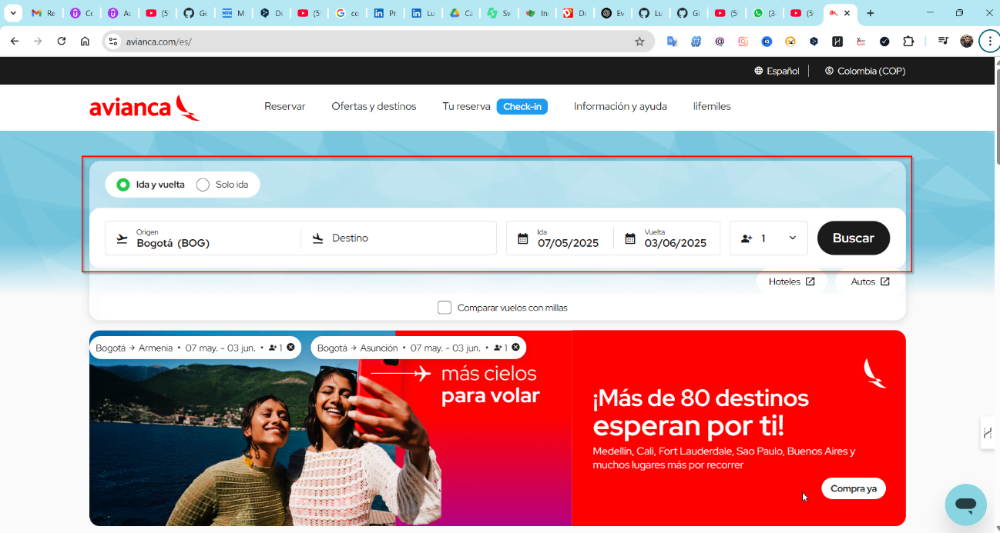 Re
Co
Au
(5
Ge
MVN M
De
(5
co
Pr
Lu
Ca
Sv
In
Do
Ev
Lu
Gi
(5
(3
(5
avianca.com/es/
Español
Colombia (COP)
avianca
Reservar
Ofertas y destinos
Tu reserva
Check-in
Información y ayuda
lifemiles
Ida y vuelta
Solo ida
Origen
Bogotá (BOG)
Destino
Ida
07/05/2025
Vuelta
03/06/2025
1
Buscar
Hoteles
Autos
Comparar vuelos con millas
Bogotá → Armenia • 07 may. - 03 jun. • 1
Bogotá → Asunción • 07 may. - 03 jun. • 1
más cielos
para volar
¡Más de 80 destinos
esperan por ti!
Medellín, Cali, Fort Lauderdale, Sao Paulo, Buenos Aires y
muchos lugares más por recorrer
Compra ya